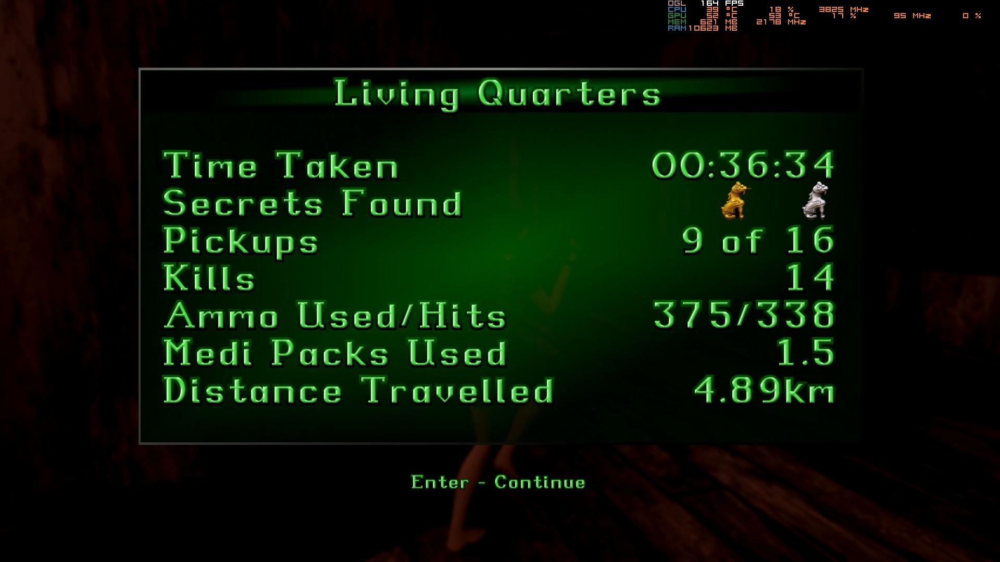 OGL 164 FPS
CPU 39 °C 18 % 3825 MHz
GPU 52 °C 53 °C 17 % 95 MHz 0 %
MEM 621 MB 2178 MHz
RAM 10623 MB
Living Quarters
Time Taken 00:36:34
Secrets Found
Pickups 9 of 16
Kills 14
Ammo Used/Hits 375/338
Medi Packs Used 1.5
Distance Travelled 4.89km
Enter - Continue